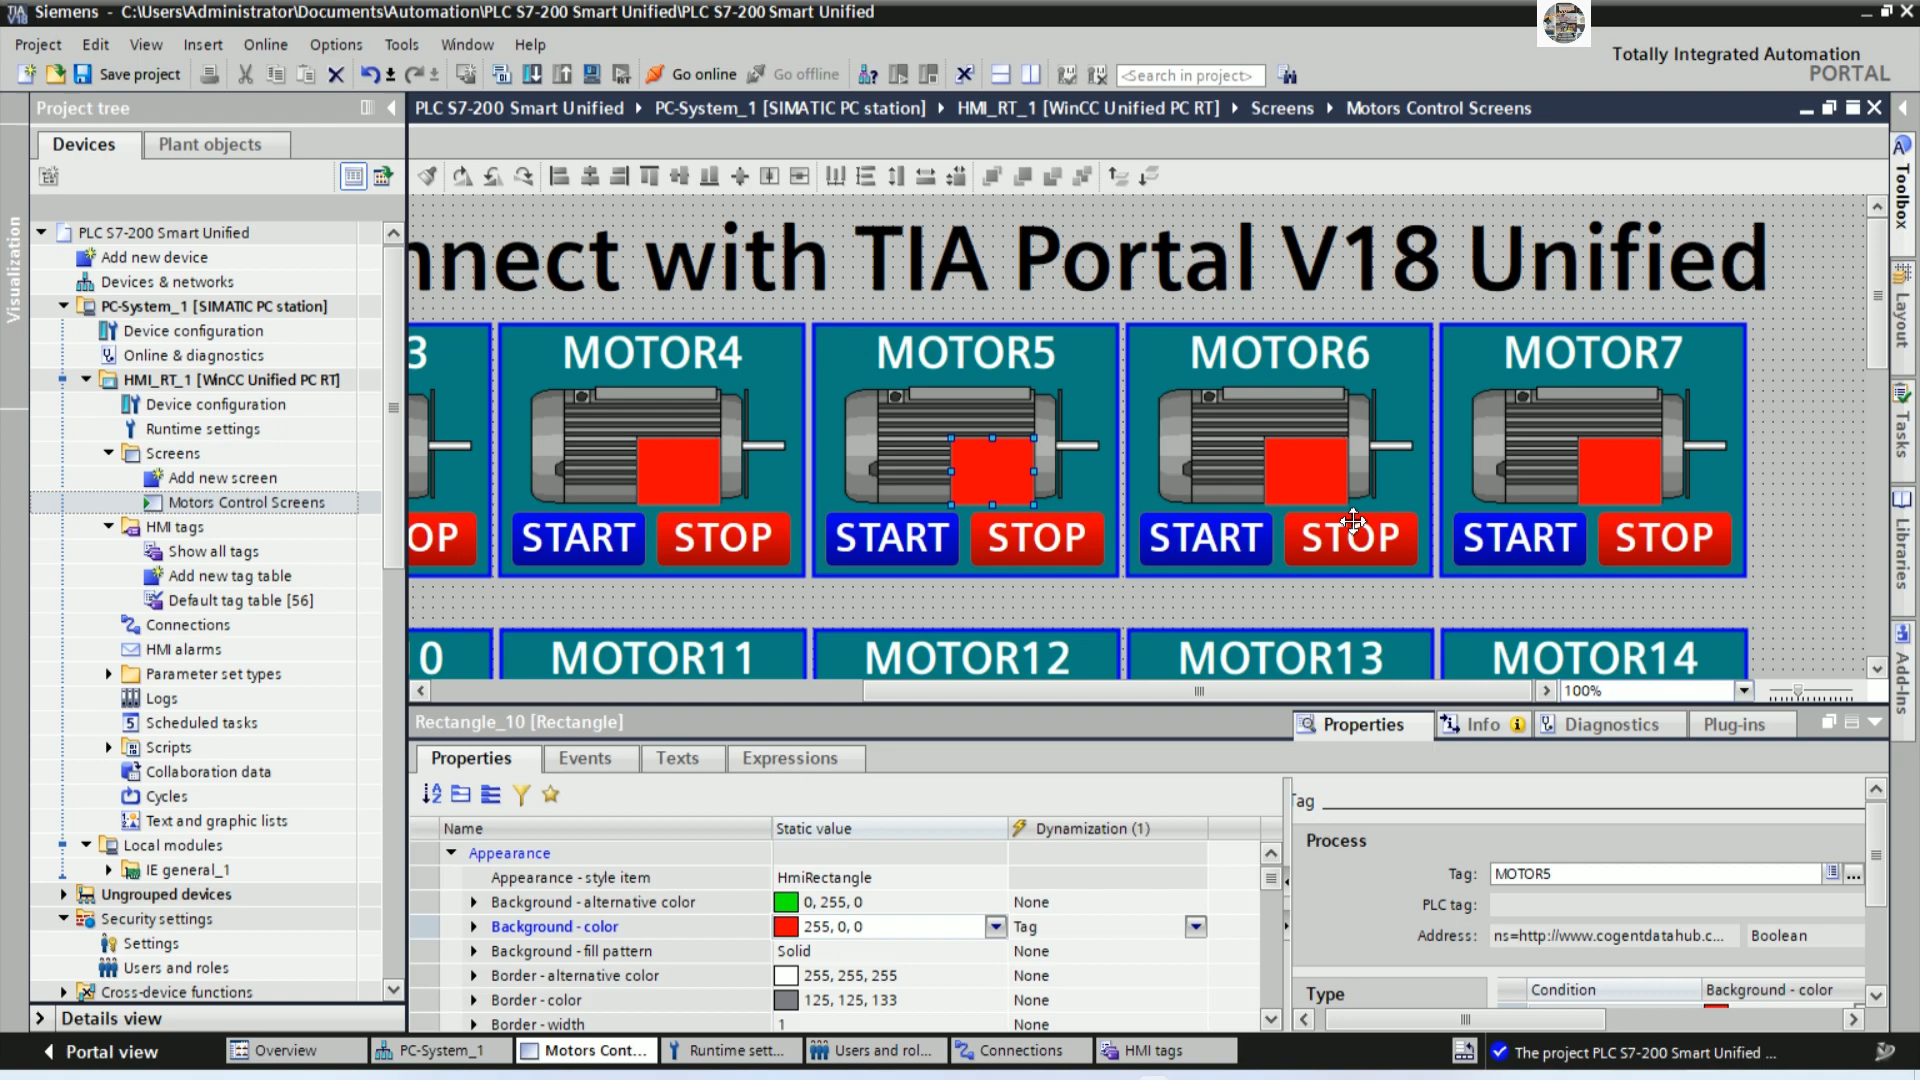 Siemens - C:\Users\Administrator\Documents\Automation\PLC S7-200 Smart Unified\PLC S7-200 Smart Unified
Project Edit View Insert Online Options Tools Window Help
Totally Integrated Automation
PORTAL
Save project
Go online
Go offline
<Search in project>
Project tree
PLC S7-200 Smart Unified
PC-System_1 [SIMATIC PC station]
HMI_RT_1 [WinCC Unified PC RT]
Screens
Motors Control Screens
Devices
Plant objects
Visualization
PLC S7-200 Smart Unified
Add new device
Devices & networks
PC-System_1 [SIMATIC PC station]
Device configuration
Online & diagnostics
HMI_RT_1 [WinCC Unified PC RT]
Device configuration
Runtime settings
Screens
Add new screen
Motors Control Screens
HMI tags
Show all tags
Add new tag table
Default tag table [56]
Connections
HMI alarms
Parameter set types
Logs
Scheduled tasks
Scripts
Collaboration data
Cycles
Text and graphic lists
Local modules
IE general_1
Ungrouped devices
Security settings
Settings
Users and roles
Cross-device functions
Details view
nnect with TIA Portal V18 Unified
3 MOTOR4 MOTOR5 MOTOR6 MOTOR7
OP START STOP START STOP START STOP START STOP
0 MOTOR11 MOTOR12 MOTOR13 MOTOR14
100%
Toolbox
Layout
Tasks
Libraries
Add-Ins
Rectangle_10 [Rectangle]
Properties
Info
Diagnostics
Plug-ins
Properties Events Texts Expressions
Name Static value Dynamization (1)
Appearance
Appearance - style item HmiRectangle
Background - alternative color 0, 255, 0 None
Background - color 255, 0, 0 Tag
Background - fill pattern Solid None
Border - alternative color 255, 255, 255 None
Border - color 125, 125, 133 None
Border - width 1 None
Tag
Process
Tag: MOTOR5
PLC tag:
Address: ns=http://www.cogentdatahub.c... Boolean
Type
Condition Background - color
Portal view
Overview
PC-System_1
Motors Cont...
Runtime sett...
Users and rol...
Connections
HMI tags
The project PLC S7-200 Smart Unified ...